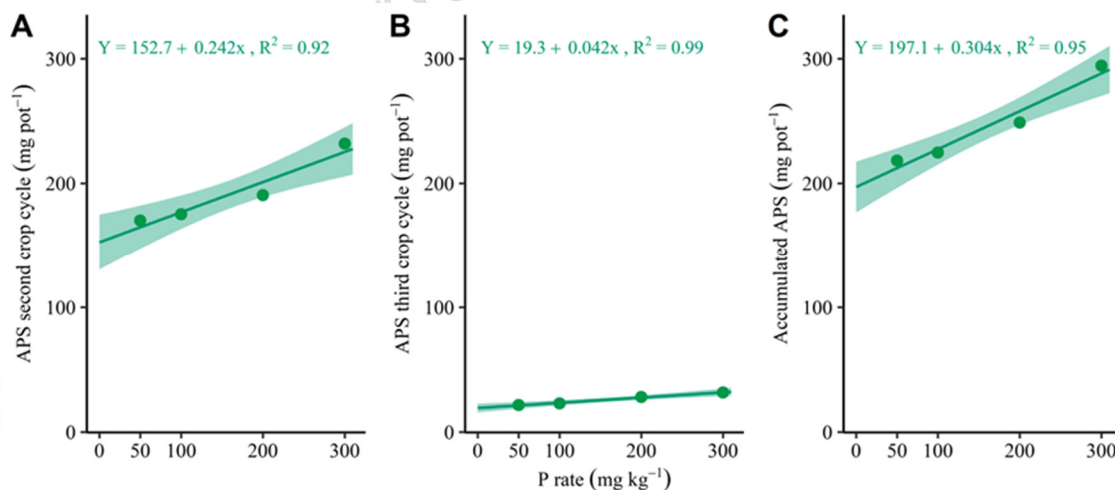 A
Y = 152.7 + 0.242x , R² = 0.92
APS second crop cycle (mg pot⁻¹)
300
200
100
0
0 50 100 200 300
B
Y = 19.3 + 0.042x , R² = 0.99
APS third crop cycle (mg pot⁻¹)
300
200
100
0
0 50 100 200 300
P rate (mg kg⁻¹)
C
Y = 197.1 + 0.304x , R² = 0.95
Accumulated APS (mg pot⁻¹)
300
200
100
0
0 50 100 200 300